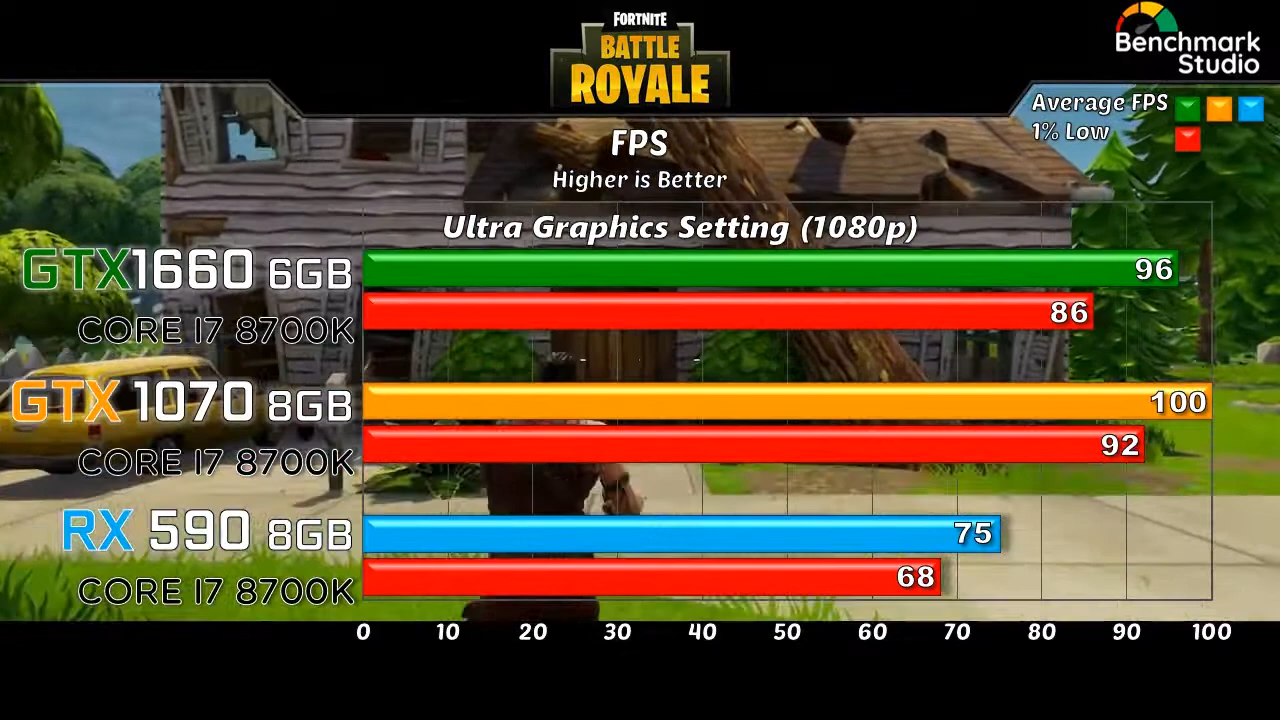 FORTNITE
BATTLE
ROYALE
Benchmark
Studio
Average FPS
1% Low
FPS
Higher is Better
Ultra Graphics Setting (1080p)
GTX1660 6GB
96
CORE I7 8700K
86
GTX 1070 8GB
100
CORE I7 8700K
92
RX 590 8GB
75
CORE I7 8700K
68
0 10 20 30 40 50 60 70 80 90 100